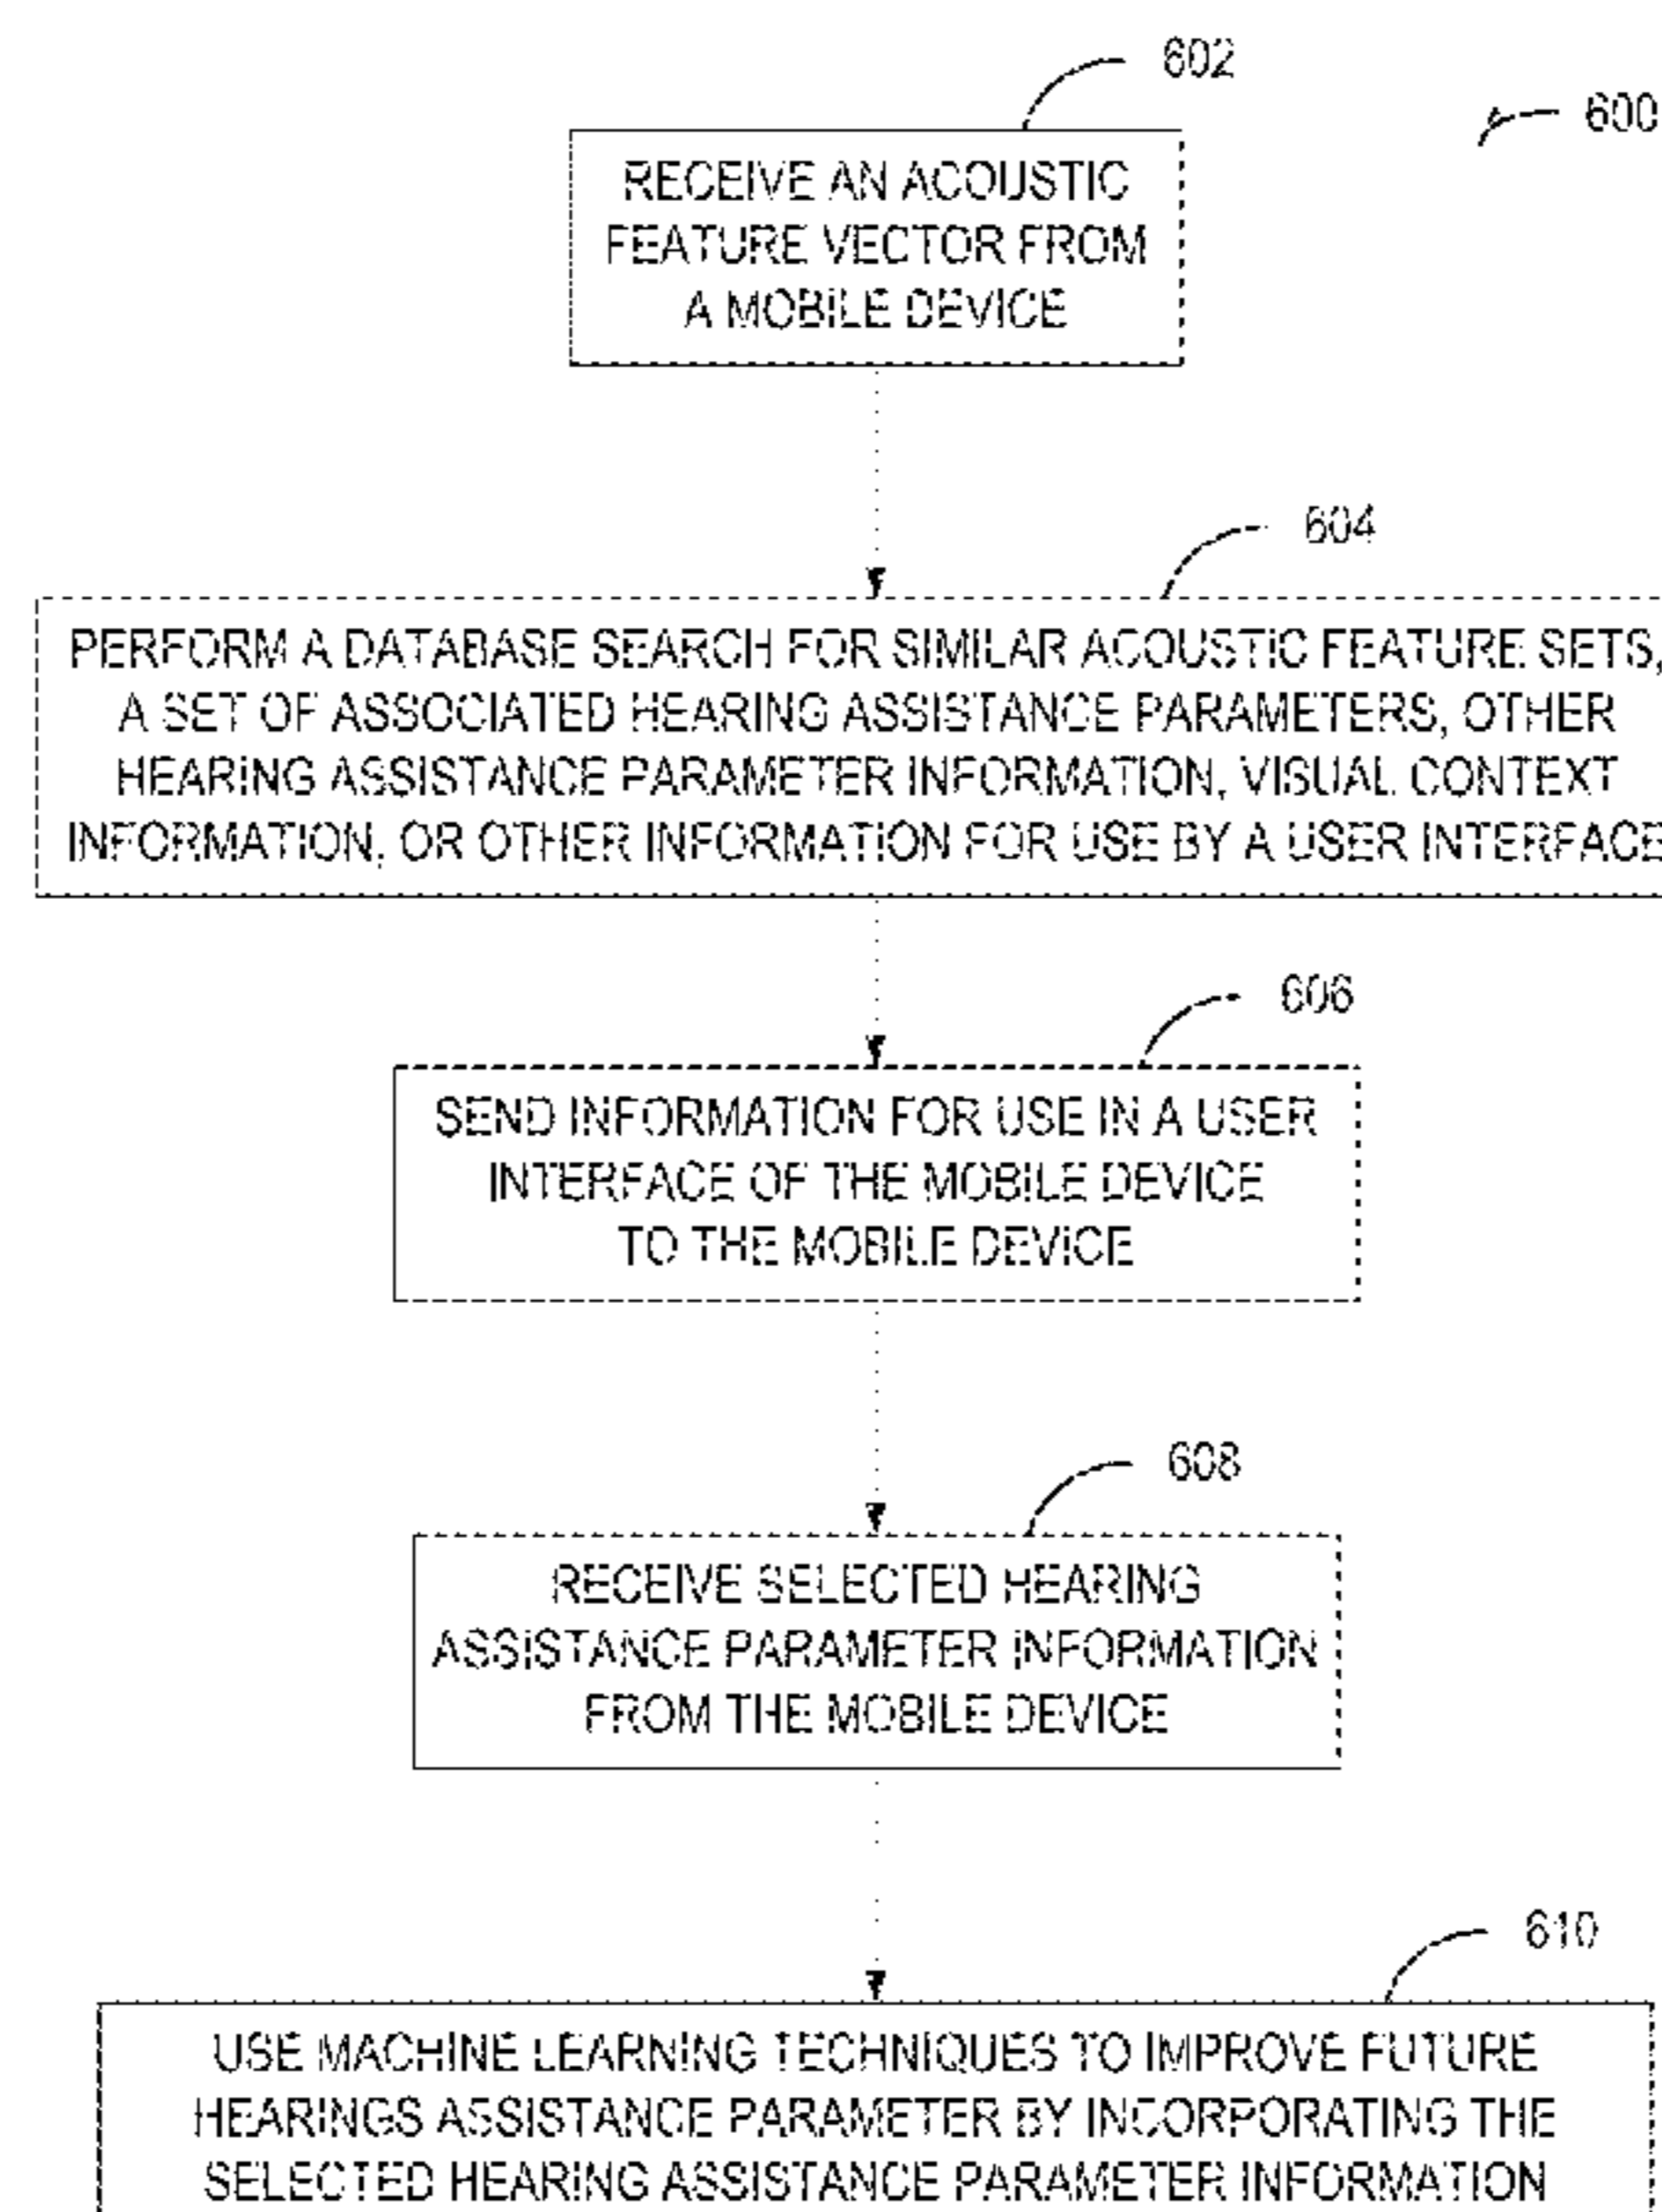 602
600
RECEIVE AN ACOUSTIC
FEATURE VECTOR FROM
A MOBILE DEVICE
604
PERFORM A DATABASE SEARCH FOR SIMILAR ACOUSTIC FEATURE SETS,
A SET OF ASSOCIATED HEARING ASSISTANCE PARAMETERS, OTHER
HEARING ASSISTANCE PARAMETER INFORMATION, VISUAL CONTEXT
INFORMATION, OR OTHER INFORMATION FOR USE BY A USER INTERFACE
606
SEND INFORMATION FOR USE IN A USER
INTERFACE OF THE MOBILE DEVICE
TO THE MOBILE DEVICE
608
RECEIVE SELECTED HEARING
ASSISTANCE PARAMETER INFORMATION
FROM THE MOBILE DEVICE
610
USE MACHINE LEARNING TECHNIQUES TO IMPROVE FUTURE
HEARINGS ASSISTANCE PARAMETER BY INCORPORATING THE
SELECTED HEARING ASSISTANCE PARAMETER INFORMATION